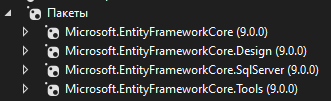 Пакеты
Microsoft.EntityFrameworkCore (9.0.0)
Microsoft.EntityFrameworkCore.Design (9.0.0)
Microsoft.EntityFrameworkCore.SqlServer (9.0.0)
Microsoft.EntityFrameworkCore.Tools (9.0.0)